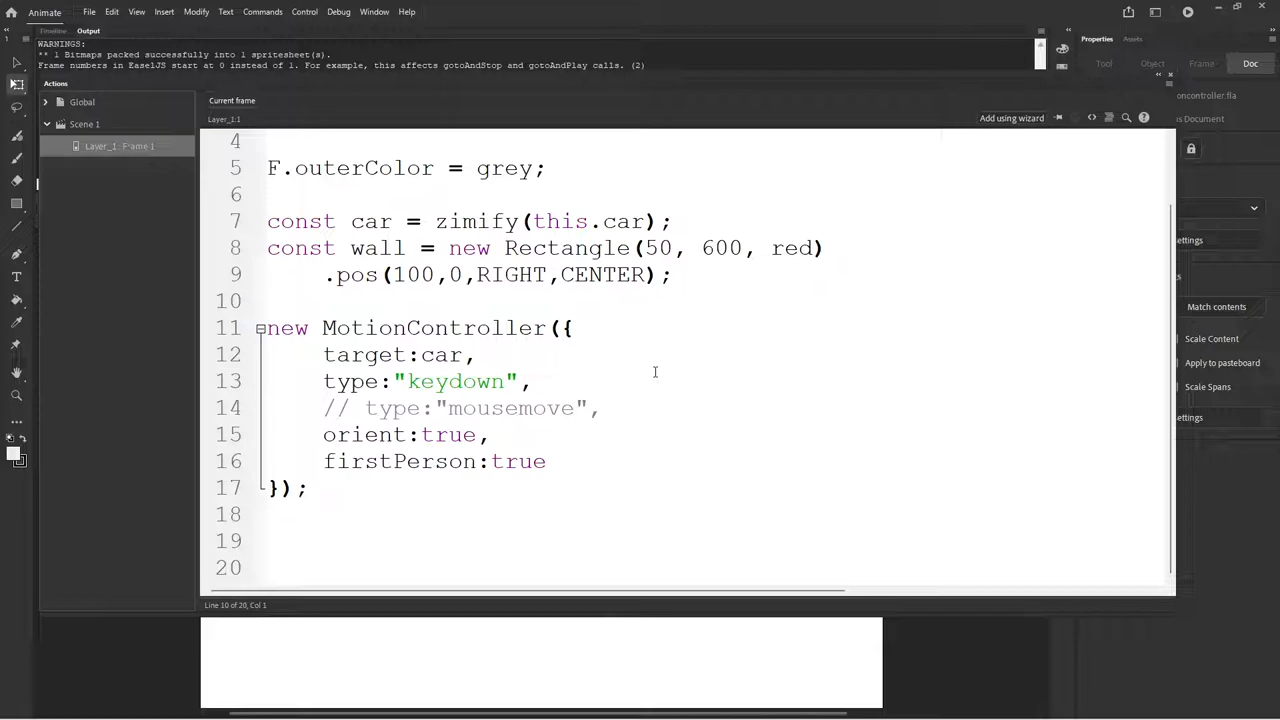 Animate File Edit View Insert Modify Text Commands Control Debug Window Help
Timeline Output
WARNINGS:
** 1 Bitmaps packed successfully into 1 spritesheet(s).
Frame numbers in EaselJS start at 0 instead of 1. For example, this affects gotoAndStop and gotoAndPlay calls. (2)
Properties Assets
Tool Object Frame Doc
Actions
Global
Scene 1
Layer_1: Frame 1
Current frame
Layer_1:1
Add using wizard
oncontroller.fla
s Document
4
5 F.outerColor = grey;
6
7 const car = zimify(this.car);
8 const wall = new Rectangle(50, 600, red)
9 .pos(100,0,RIGHT,CENTER);
10
11 new MotionController({
12 target:car,
13 type:"keydown",
14 // type:"mousemove",
15 orient:true,
16 firstPerson:true
17 });
18
19
20
ettings
Match contents
Scale Content
Apply to pasteboard
Scale Spans
ettings
Line 10 of 20, Col 1